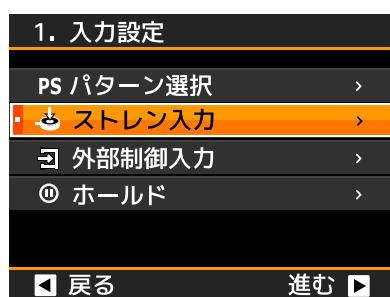 1. 入力設定
PS パターン選択
ストレン入力
外部制御入力
ホールド
戻る 進む